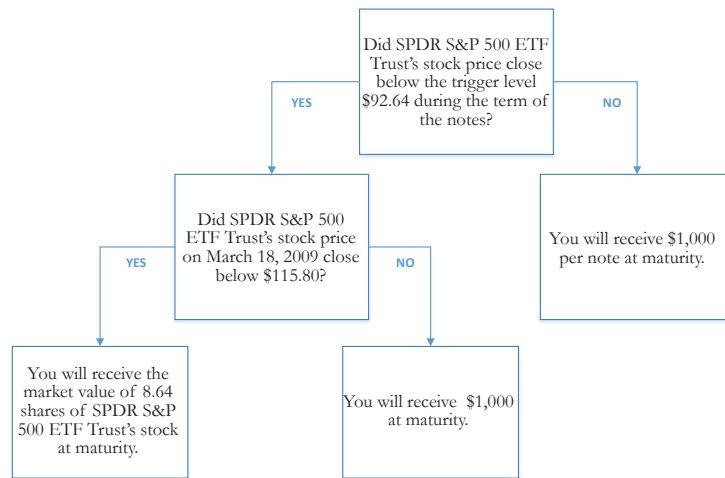 Did SPDR S&P 500 ETF
Trust's stock price close
below the trigger level
$92.64 during the term of
the notes?
YES
NO
Did SPDR S&P 500
ETF Trust's stock price
on March 18, 2009 close
below $115.80?
You will receive $1,000
per note at maturity.
YES
NO
You will receive the
market value of 8.64
shares of SPDR S&P
500 ETF Trust's stock
at maturity.
You will receive $1,000
at maturity.